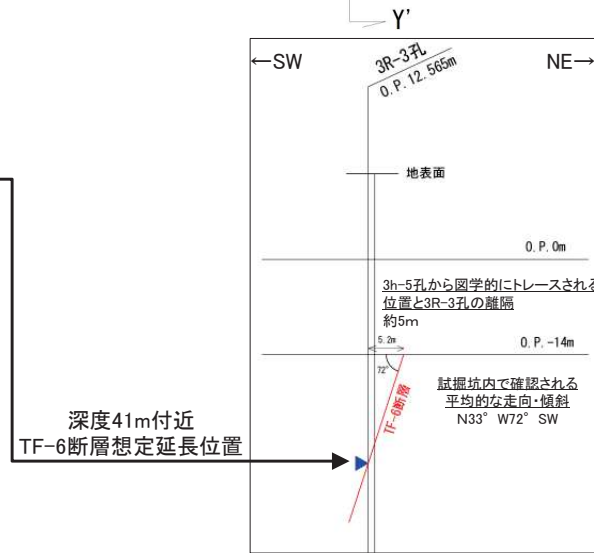 Y'
←SW
NE→
3R-3孔
O.P.12.565m
地表面
O.P.0m
3h-5孔から図学的にトレースされる
位置と3R-3孔の離隔
約5m
5.2m
O.P.-14m
72°
TF-6断層
試掘坑内で確認される
平均的な走向・傾斜
N33° W72° SW
深度41m付近
TF-6断層想定延長位置